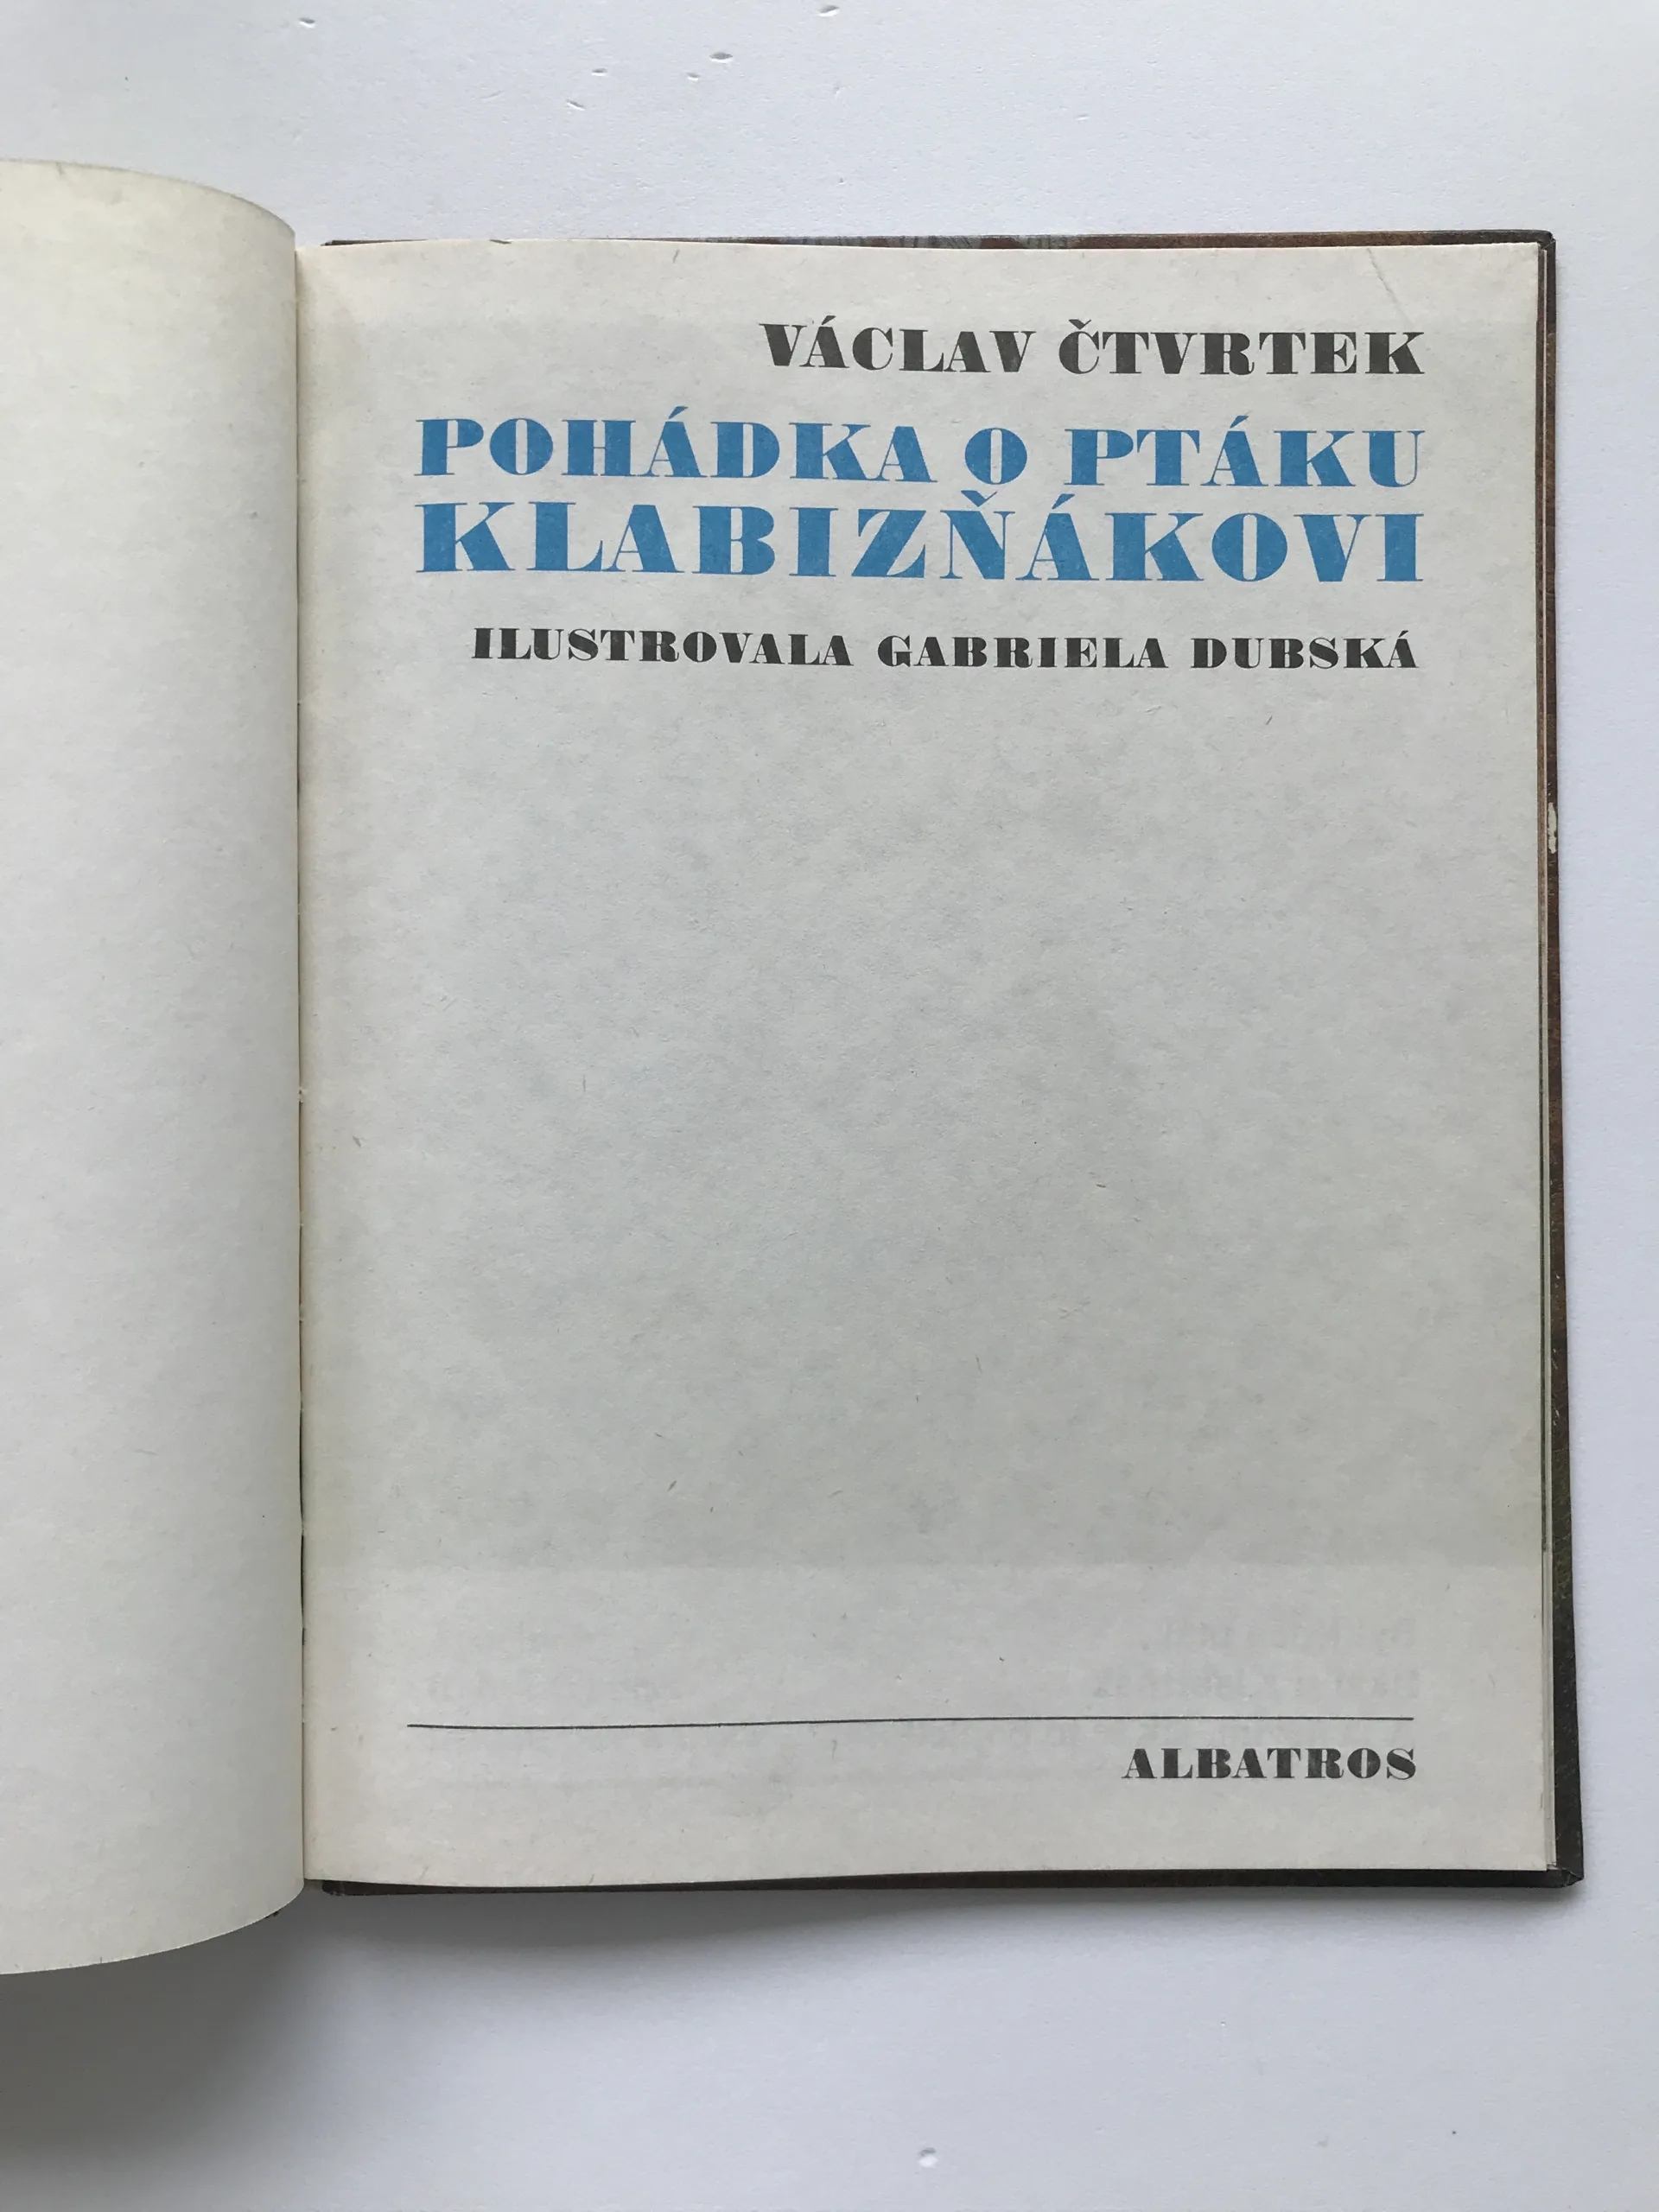 VÁCLAV ČTVRTEK
POHÁDKA O PTÁKU
KLABIZŇÁKOVI
ILUSTROVALA GABRIELA DUBSKÁ
ALBATROS